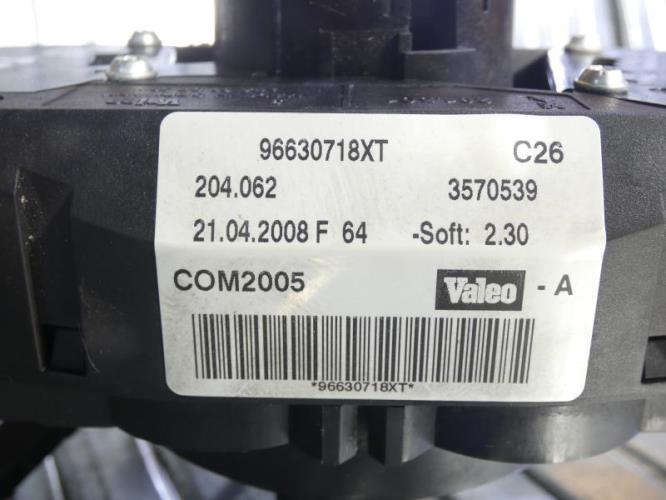 96630718XT C26
204.062 3570539
21.04.2008 F 64 -Soft: 2.30
COM2005 Valeo - A
*96630718XT*